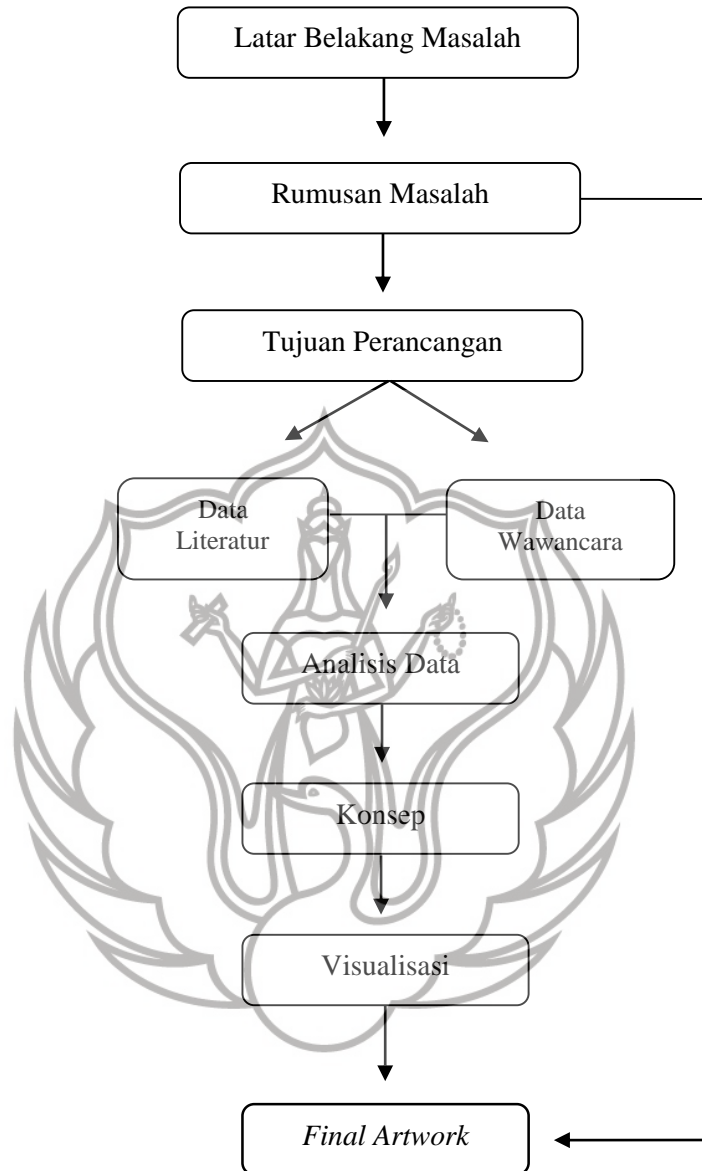 Latar Belakang Masalah
Rumusan Masalah
Tujuan Perancangan
Data
Literatur
Data
Wawancara
Analisis Data
Konsep
Visualisasi
Final Artwork